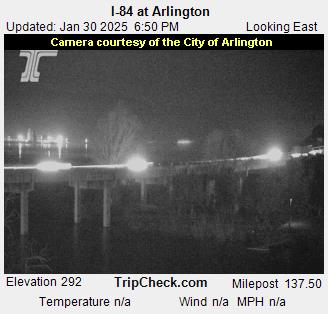 I-84 at Arlington
Updated: Jan 30 2025 6:50 PM Looking East
Camera courtesy of the City of Arlington
Elevation 292 TripCheck.com Milepost 137.50
Temperature n/a Wind n/a MPH n/a